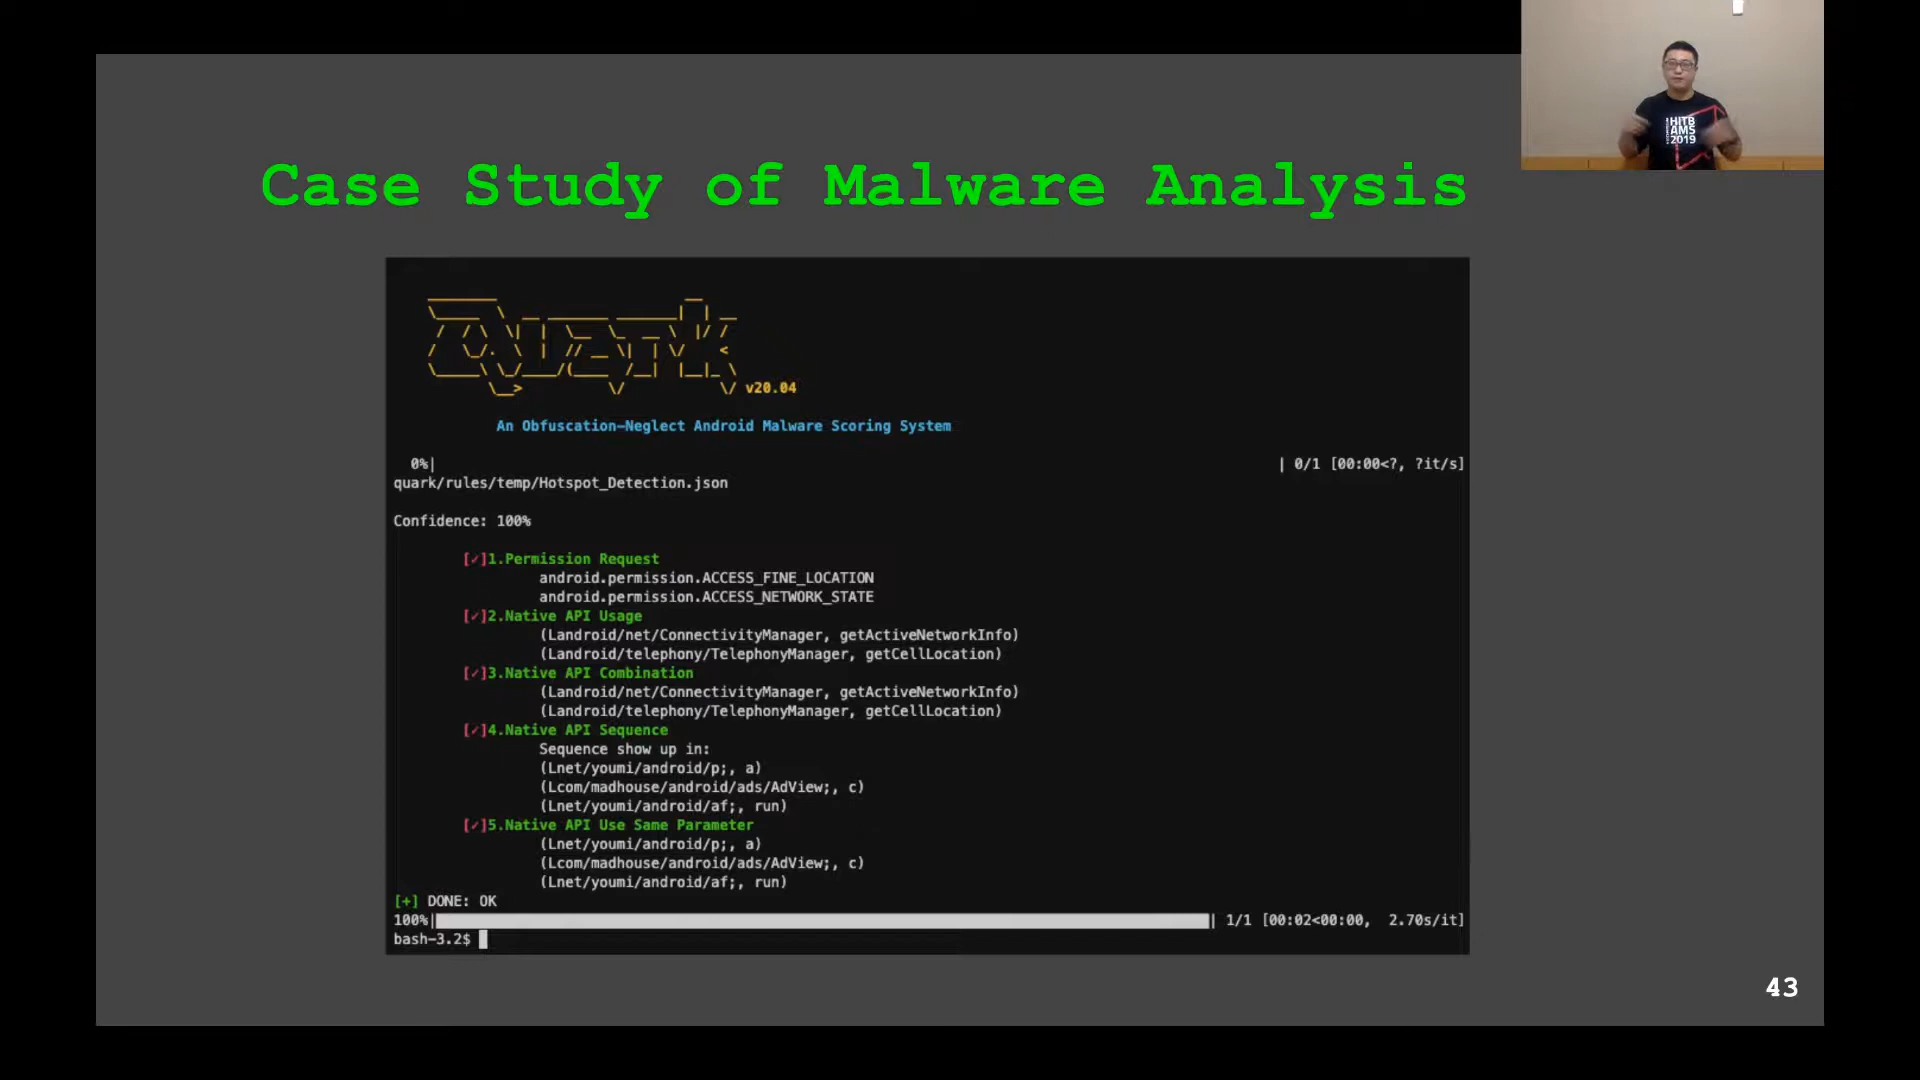 HITB
AMS
2019
Case Study of Malware Analysis
Quark
v20.04
An Obfuscation-Neglect Android Malware Scoring System
0%| | 0/1 [00:00<?, ?it/s]
quark/rules/temp/Hotspot_Detection.json
Confidence: 100%
[✓]1.Permission Request
android.permission.ACCESS_FINE_LOCATION
android.permission.ACCESS_NETWORK_STATE
[✓]2.Native API Usage
(Landroid/net/ConnectivityManager, getActiveNetworkInfo)
(Landroid/telephony/TelephonyManager, getCellLocation)
[✓]3.Native API Combination
(Landroid/net/ConnectivityManager, getActiveNetworkInfo)
(Landroid/telephony/TelephonyManager, getCellLocation)
[✓]4.Native API Sequence
Sequence show up in:
(Lnet/youmi/android/p;, a)
(Lcom/madhouse/android/ads/AdView;, c)
(Lnet/youmi/android/af;, run)
[✓]5.Native API Use Same Parameter
(Lnet/youmi/android/p;, a)
(Lcom/madhouse/android/ads/AdView;, c)
(Lnet/youmi/android/af;, run)
[+] DONE: OK
100%| | 1/1 [00:02<00:00, 2.70s/it]
bash-3.2$
43